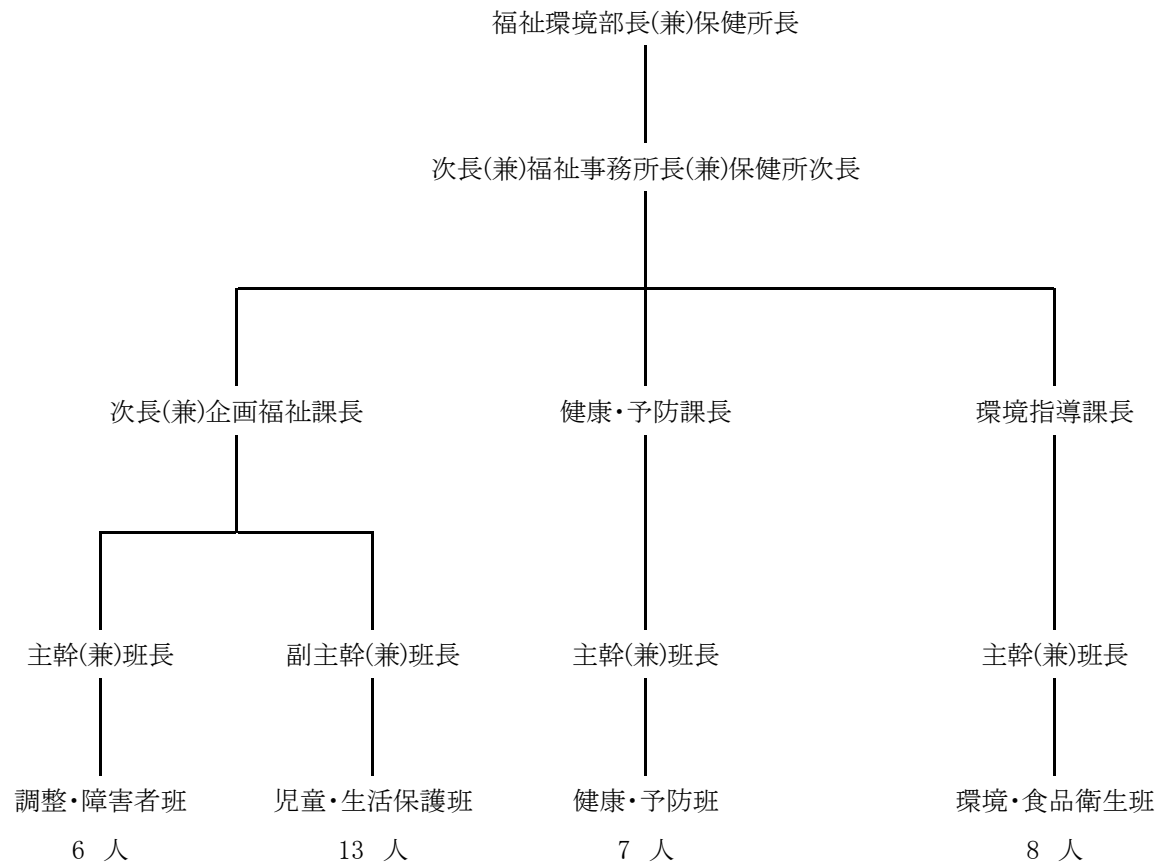 福祉環境部長(兼)保健所長
次長(兼)福祉事務所長(兼)保健所次長
次長(兼)企画福祉課長
健康・予防課長
環境指導課長
主幹(兼)班長
副主幹(兼)班長
主幹(兼)班長
主幹(兼)班長
調整・障害者班
児童・生活保護班
健康・予防班
環境・食品衛生班
6 人
13 人
7 人
8 人